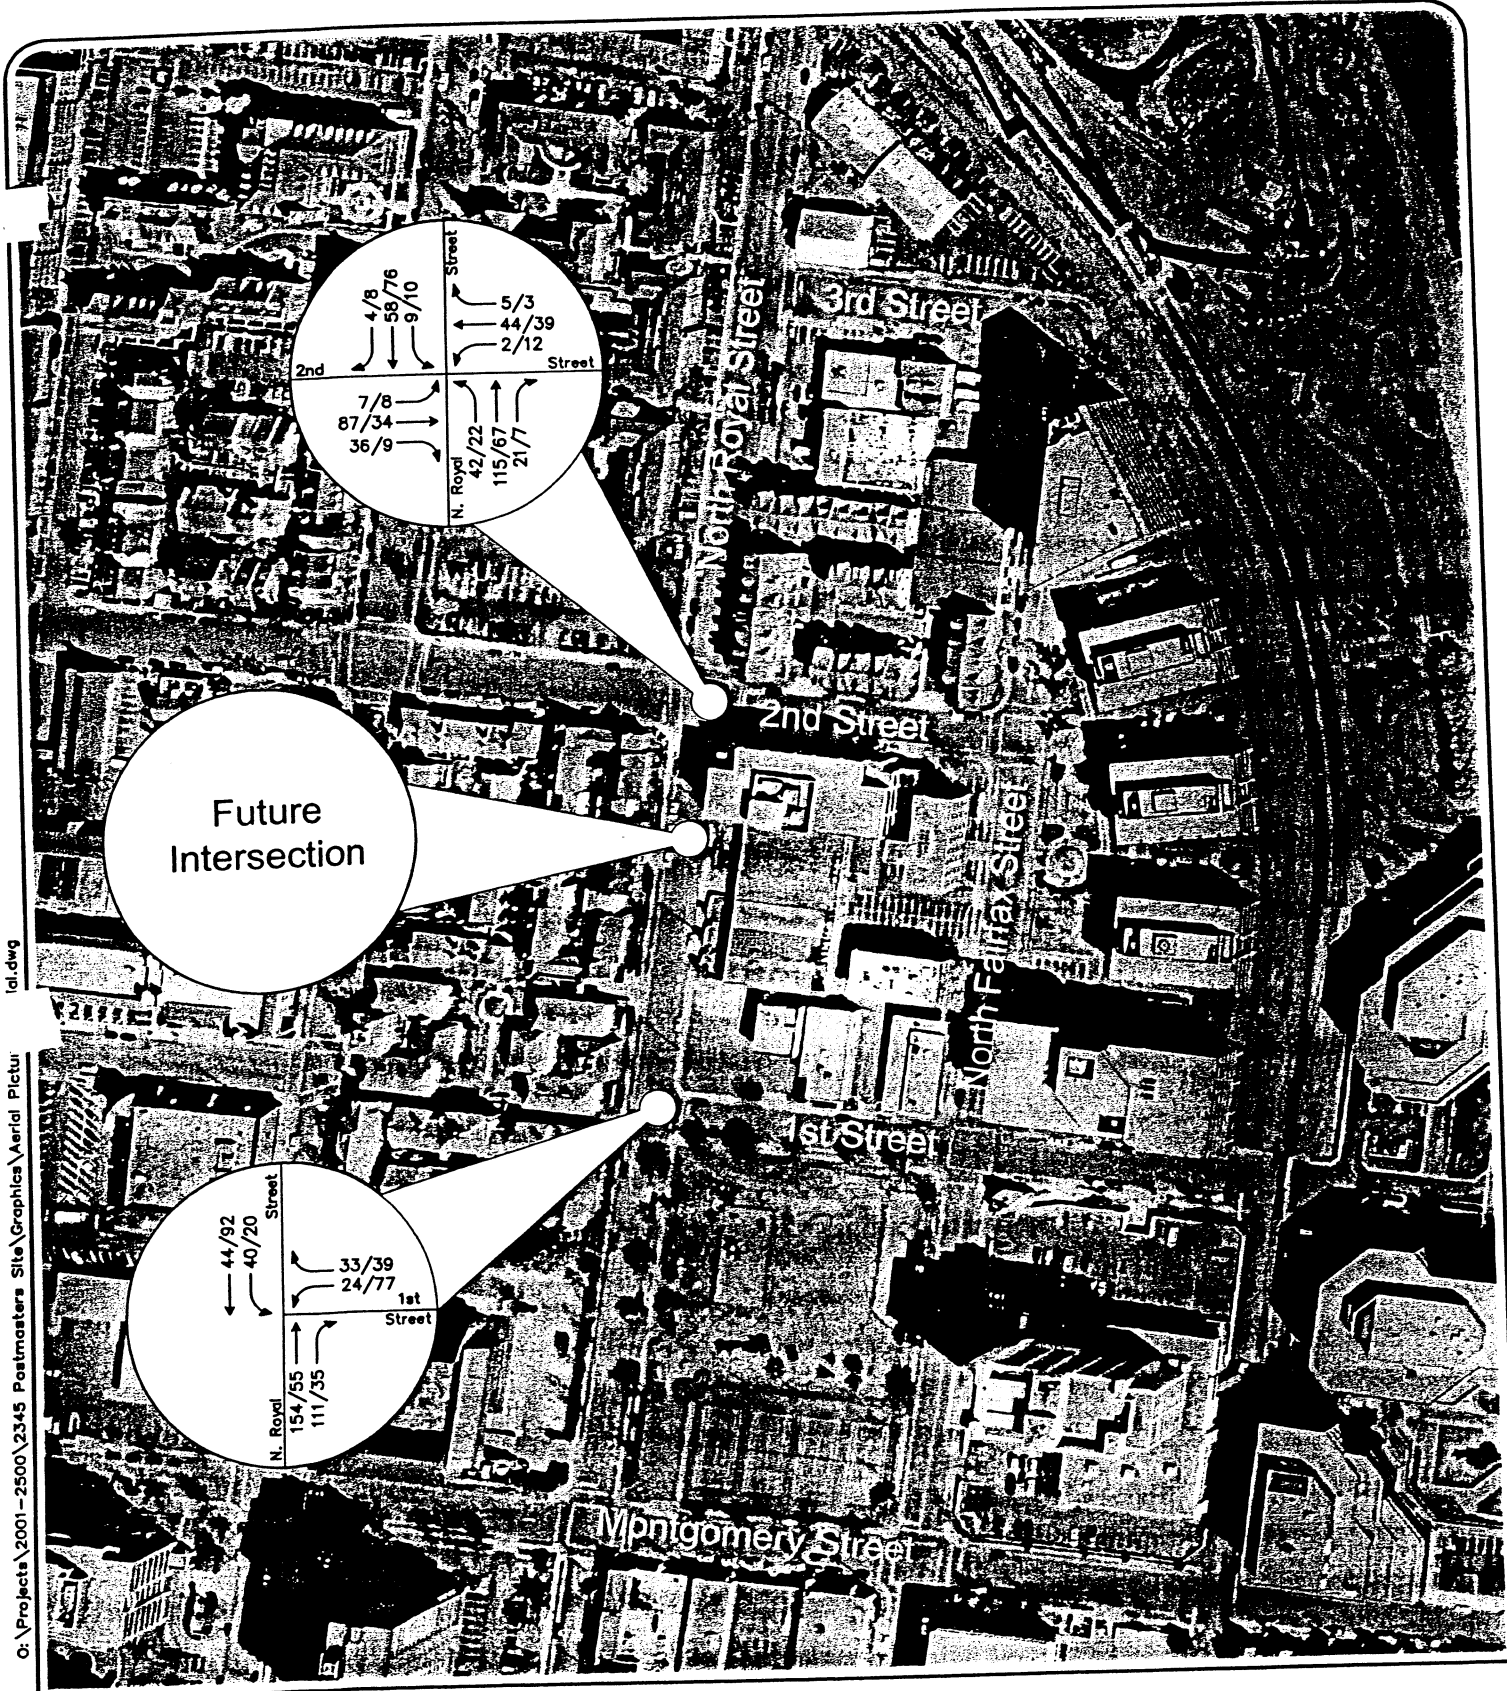 O:\Projects\2001-2500\2345 Postmasters Site\Graphics\Aerial Pictu
ld.dwg
2nd
Street
N. Royal
Street
4/8
58/76
9/10
5/3
44/39
2/12
7/8
87/34
36/9
42/22
115/67
21/7
North Royal Street
3rd Street
2nd Street
Future
Intersection
North Fairfax Street
1st Street
Street
44/92
40/20
33/39
24/77
1st
Street
N. Royal
154/55
111/35
Montgomery Street